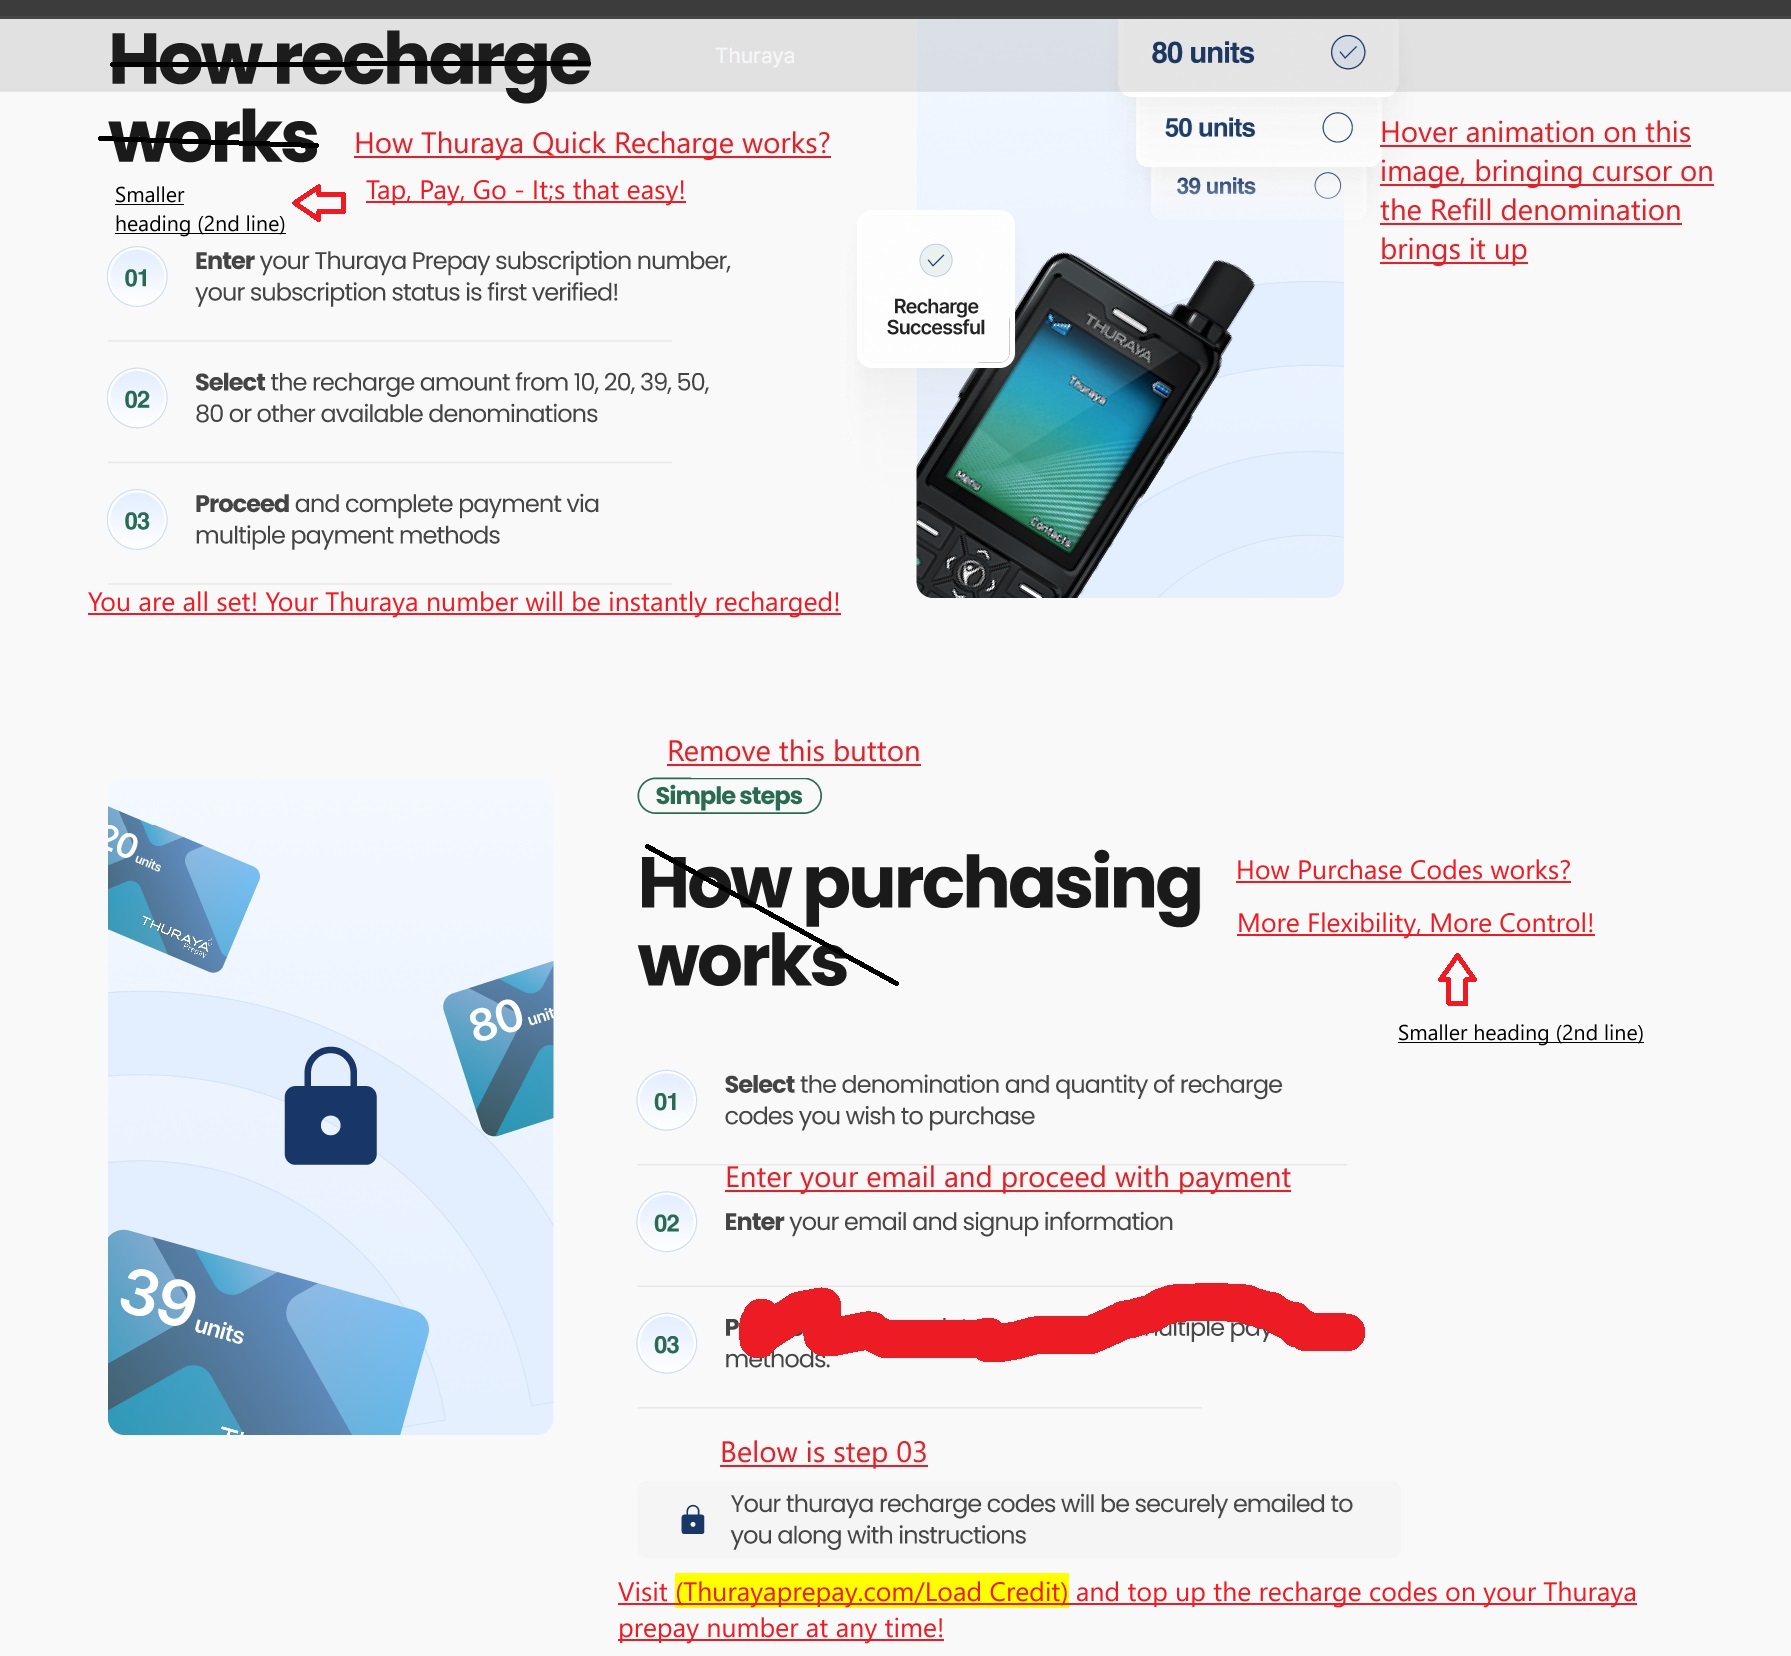 How recharge
works
Thuraya
80 units
50 units
39 units
How Thuraya Quick Recharge works?
Tap, Pay, Go - It;s that easy!
Smaller
heading (2nd line)
Hover animation on this
image, bringing cursor on
the Refill denomination
brings it up
01
Enter your Thuraya Prepay subscription number,
your subscription status is first verified!
02
Select the recharge amount from 10, 20, 39, 50,
80 or other available denominations
03
Proceed and complete payment via
multiple payment methods
You are all set! Your Thuraya number will be instantly recharged!
Recharge
Successful
THURAYA
Thuraya
Menu
Contacts
Remove this button
Simple steps
How purchasing
works
How Purchase Codes works?
More Flexibility, More Control!
Smaller heading (2nd line)
20 units
THURAYA
Prepay
80 unit
39 units
01
Select the denomination and quantity of recharge
codes you wish to purchase
Enter your email and proceed with payment
02
Enter your email and signup information
03
methods.
Below is step 03
Your thuraya recharge codes will be securely emailed to
you along with instructions
Visit (Thurayaprepay.com/Load Credit) and top up the recharge codes on your Thuraya
prepay number at any time!